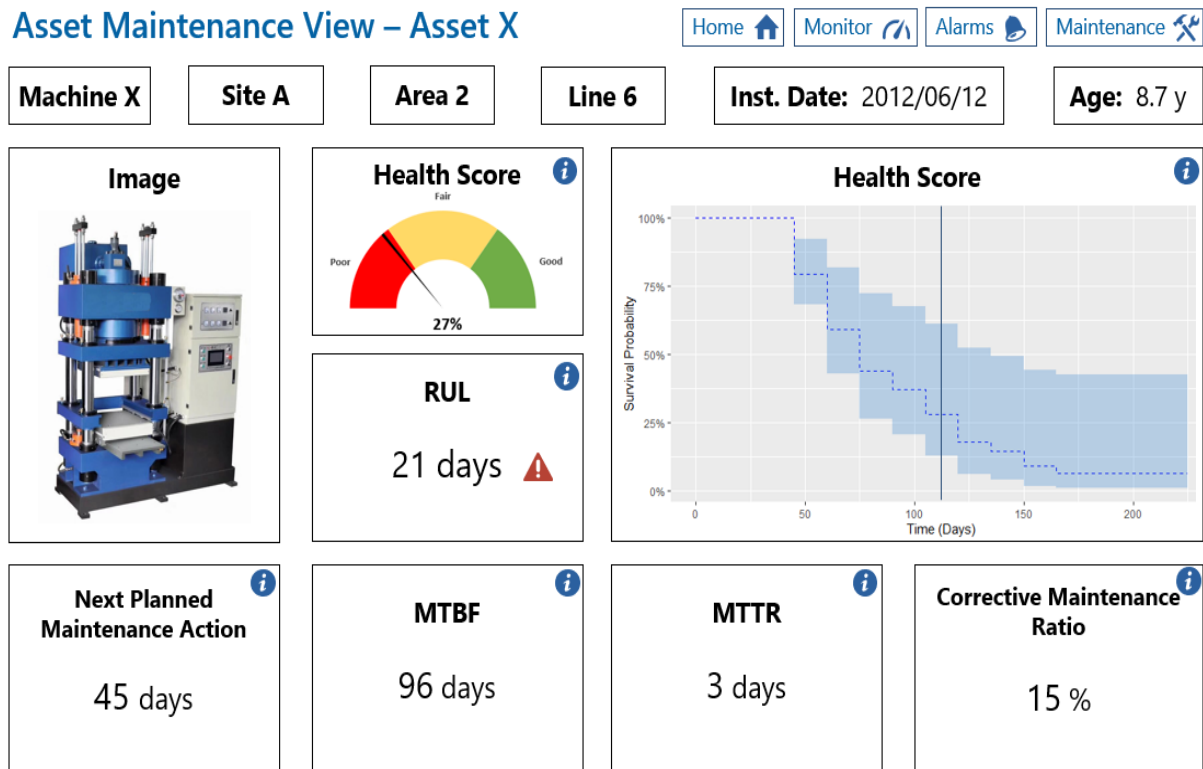 Asset Maintenance View – Asset X
Home
Monitor
Alarms
Maintenance
Machine X
Site A
Area 2
Line 6
Inst. Date: 2012/06/12
Age: 8.7 y
Image
Health Score
i
Fair
Poor
Good
27%
RUL
i
21 days
Health Score
i
Survival Probability
100%
75%
50%
25%
0%
0
50
100
150
200
Time (Days)
Next Planned
Maintenance Action
i
45 days
MTBF
i
96 days
MTTR
i
3 days
Corrective Maintenance
Ratio
i
15 %